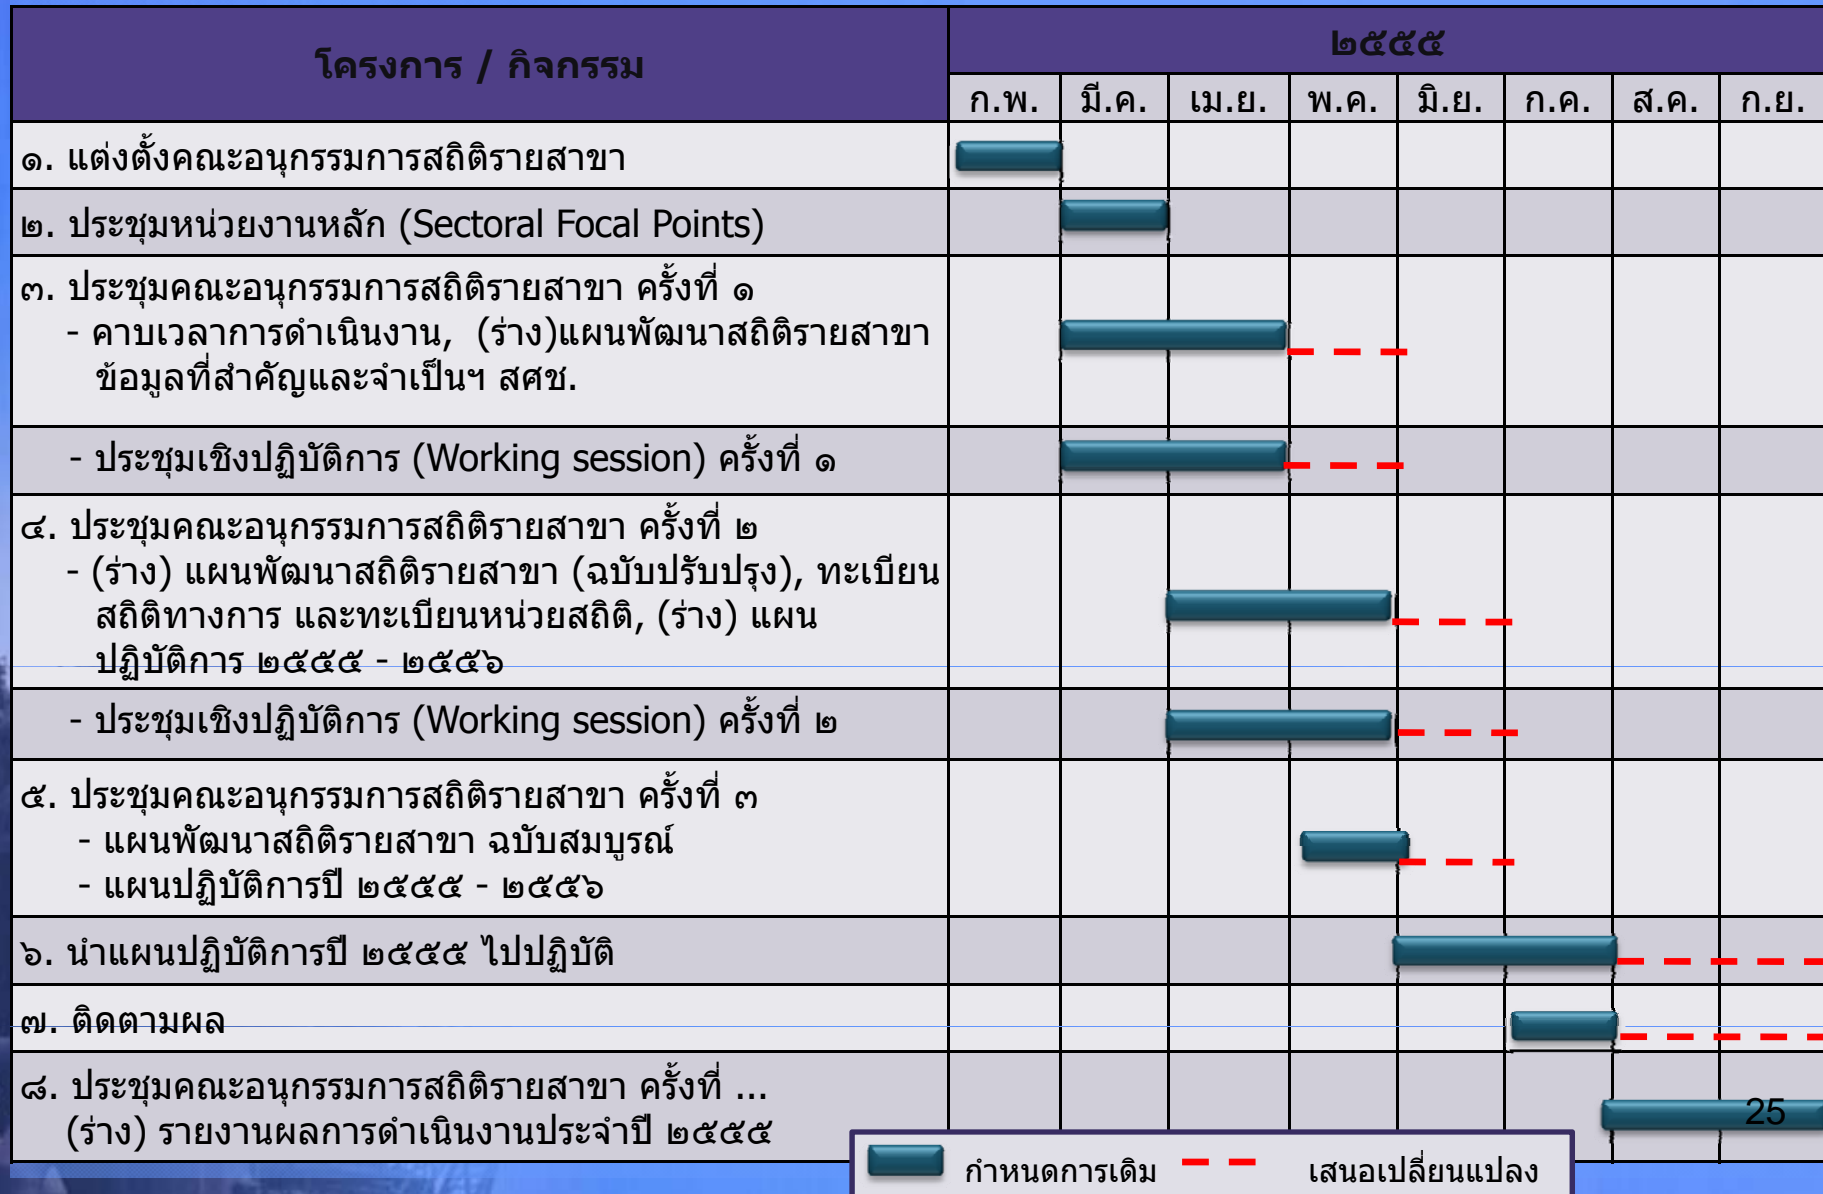 โครงการ / กิจกรรม
๒๕๕๕
ก.พ. มี.ค. เม.ย. พ.ค. มิ.ย. ก.ค. ส.ค. ก.ย.
๑. แต่งตั้งคณะอนุกรรมการสถิติรายสาขา
๒. ประชุมหน่วยงานหลัก (Sectoral Focal Points)
๓. ประชุมคณะอนุกรรมการสถิติรายสาขา ครั้งที่ ๑
- คาบเวลาการดำเนินงาน, (ร่าง)แผนพัฒนาสถิติรายสาขา
ข้อมูลที่สำคัญและจำเป็นฯ สศช.
- ประชุมเชิงปฏิบัติการ (Working session) ครั้งที่ ๑
๔. ประชุมคณะอนุกรรมการสถิติรายสาขา ครั้งที่ ๒
- (ร่าง) แผนพัฒนาสถิติรายสาขา (ฉบับปรับปรุง), ทะเบียน
สถิติทางการ และทะเบียนหน่วยสถิติ, (ร่าง) แผน
ปฏิบัติการ ๒๕๕๕ - ๒๕๕๖
- ประชุมเชิงปฏิบัติการ (Working session) ครั้งที่ ๒
๕. ประชุมคณะอนุกรรมการสถิติรายสาขา ครั้งที่ ๓
- แผนพัฒนาสถิติรายสาขา ฉบับสมบูรณ์
- แผนปฏิบัติการปี ๒๕๕๕ - ๒๕๕๖
๖. นำแผนปฏิบัติการปี ๒๕๕๕ ไปปฏิบัติ
๗. ติดตามผล
๘. ประชุมคณะอนุกรรมการสถิติรายสาขา ครั้งที่ ...
(ร่าง) รายงานผลการดำเนินงานประจำปี ๒๕๕๕
25
กำหนดการเดิม เสนอเปลี่ยนแปลง